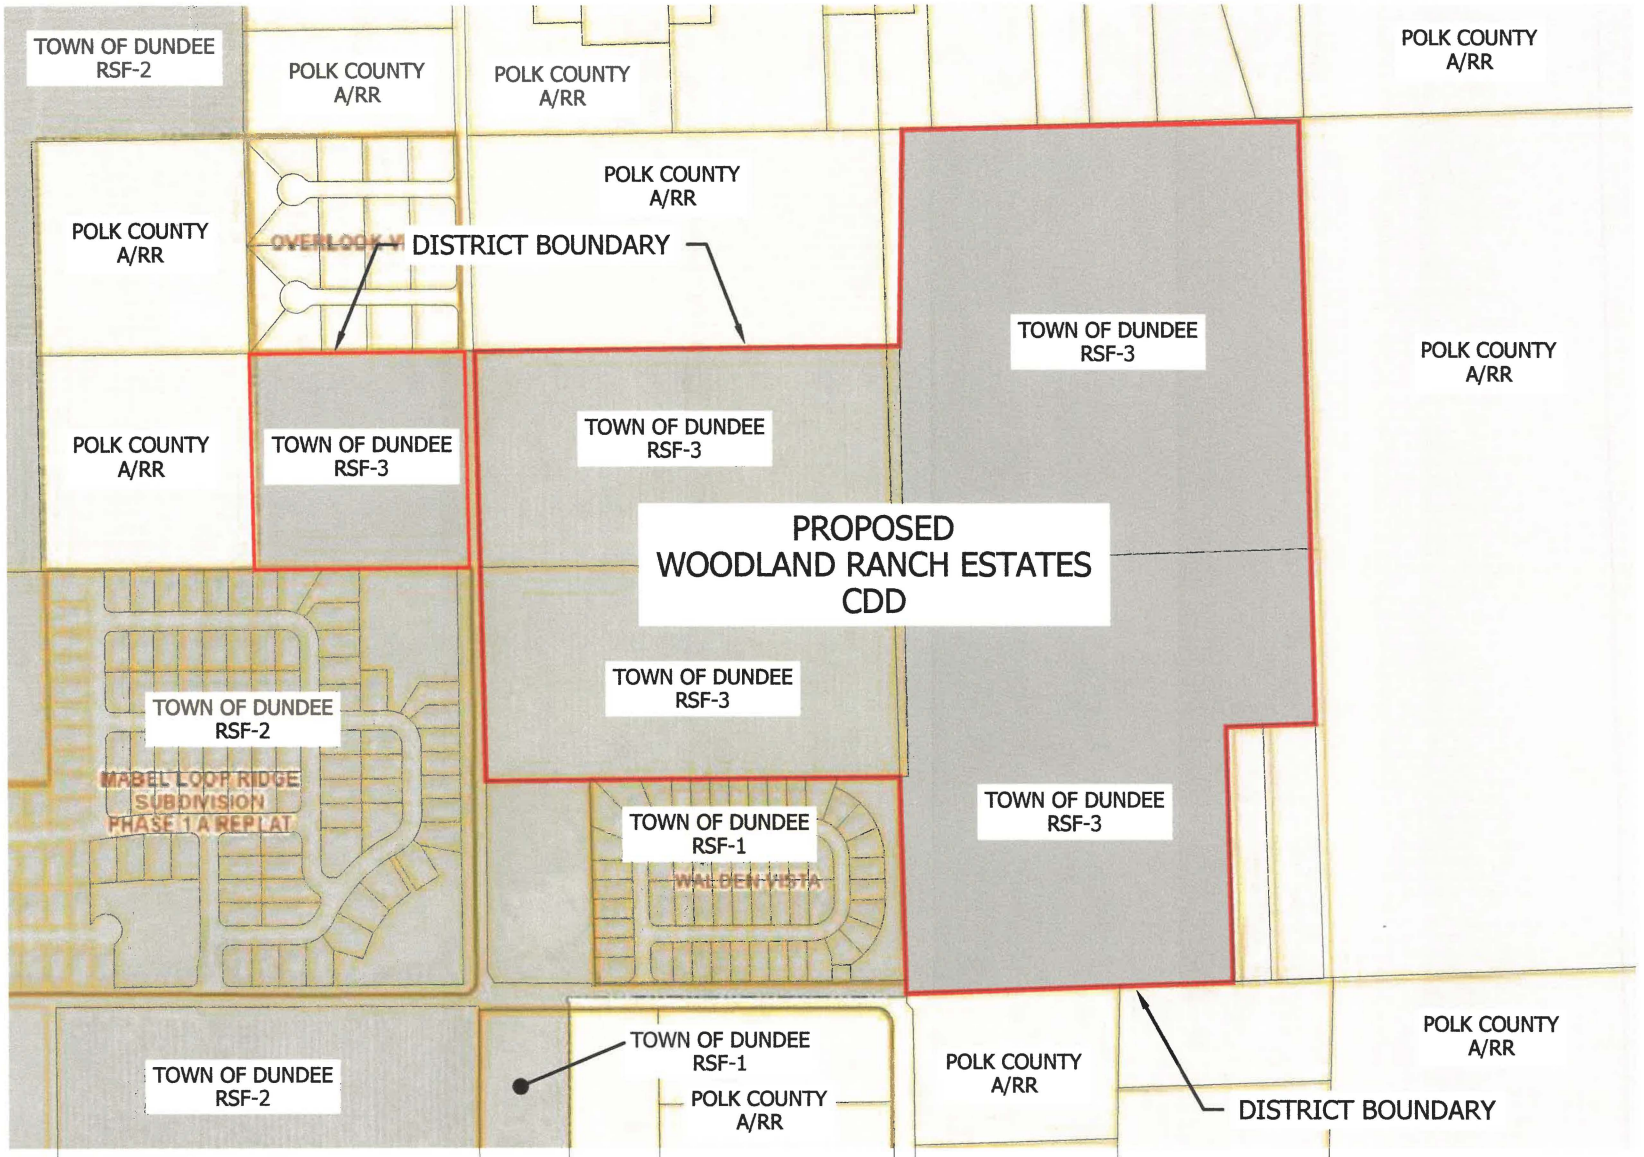 TOWN OF DUNDEE
RSF-2
POLK COUNTY
A/RR
POLK COUNTY
A/RR
POLK COUNTY
A/RR
POLK COUNTY
A/RR
POLK COUNTY
A/RR
OVERLOOK
DISTRICT BOUNDARY
TOWN OF DUNDEE
RSF-3
POLK COUNTY
A/RR
POLK COUNTY
A/RR
TOWN OF DUNDEE
RSF-3
TOWN OF DUNDEE
RSF-3
PROPOSED
WOODLAND RANCH ESTATES
CDD
TOWN OF DUNDEE
RSF-3
TOWN OF DUNDEE
RSF-2
MABEL LOOP RIDGE
SUBDIVISION
PHASE 1 A REPLAT
TOWN OF DUNDEE
RSF-1
WALDEN VISTA
TOWN OF DUNDEE
RSF-3
TOWN OF DUNDEE
RSF-2
TOWN OF DUNDEE
RSF-1
POLK COUNTY
A/RR
POLK COUNTY
A/RR
POLK COUNTY
A/RR
DISTRICT BOUNDARY